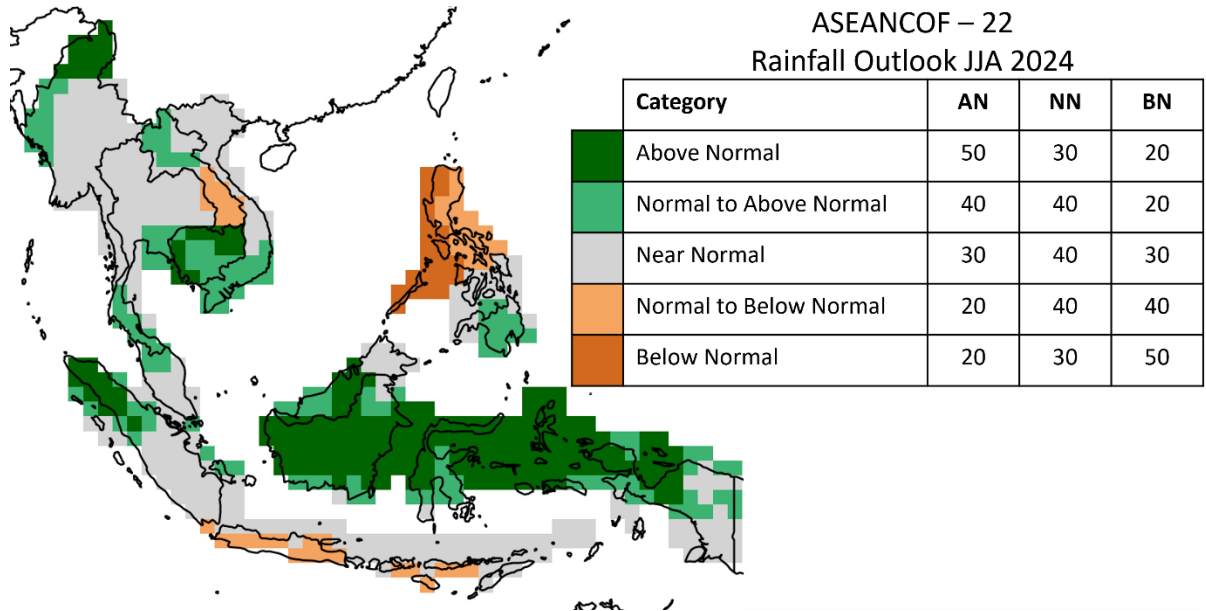 ASEANCOF – 22
Rainfall Outlook JJA 2024
Category AN NN BN
Above Normal 50 30 20
Normal to Above Normal 40 40 20
Near Normal 30 40 30
Normal to Below Normal 20 40 40
Below Normal 20 30 50